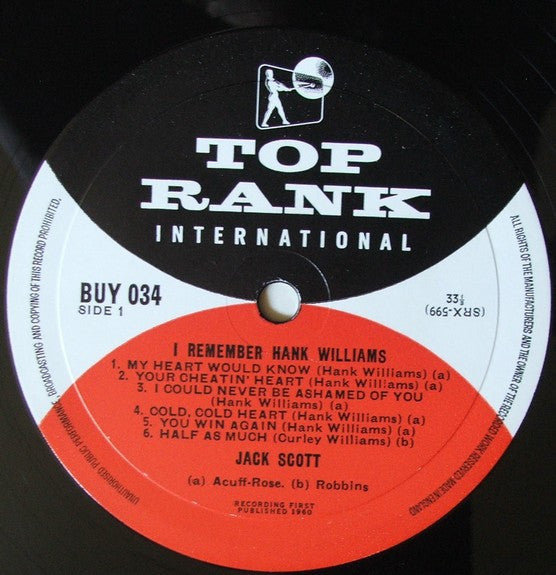 TOP
RANK
INTERNATIONAL
BUY 034
SIDE 1
33⅓
(SRX-599)
I REMEMBER HANK WILLIAMS
1. MY HEART WOULD KNOW (Hank Williams) (a)
2. YOUR CHEATIN' HEART (Hank Williams) (a)
3. I COULD NEVER BE ASHAMED OF YOU
(Hank Williams) (a)
4. COLD, COLD HEART (Hank Williams) (a)
5. YOU WIN AGAIN (Hank Williams) (a)
6. HALF AS MUCH (Curley Williams) (b)
JACK SCOTT
(a) Acuff-Rose. (b) Robbins
RECORDING FIRST
PUBLISHED 1960
UNAUTHORISED PUBLIC PERFORMANCE, BROADCASTING AND COPYING OF THIS RECORD PROHIBITED.
ALL RIGHTS OF THE MANUFACTURERS AND THE OWNER OF THE RECORDED WORK RESERVED MADE IN ENGLAND